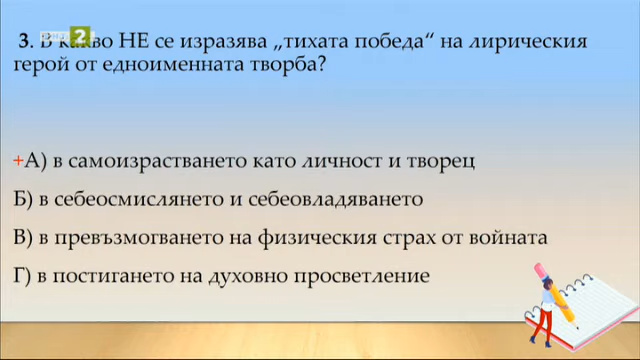 2
3. В какво НЕ се изразява „тихата победа“ на лирическия
герой от едноименната творба?
+А) в самоизрастването като личност и творец
Б) в себеосмислянето и себеовладяването
В) в превъзмогването на физическия страх от войната
Г) в постигането на духовно просветление